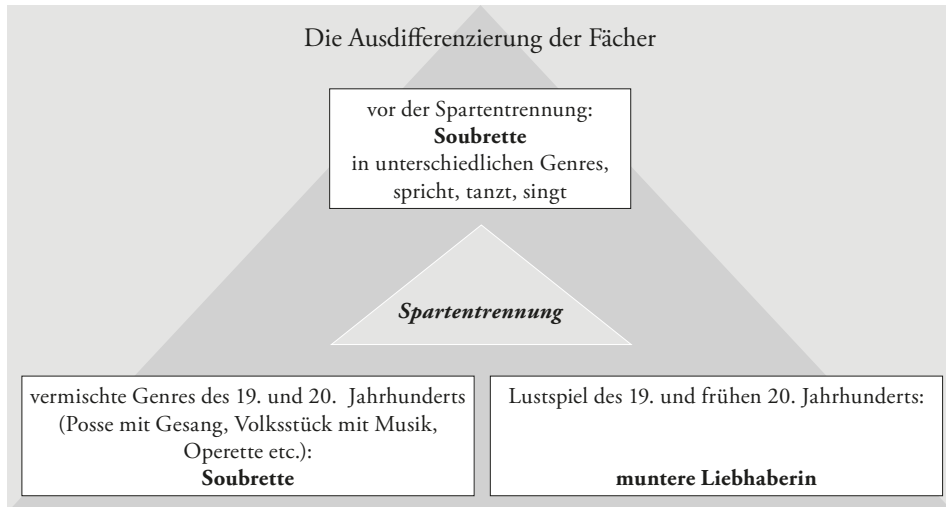 Die Ausdifferenzierung der Fächer
vor der Spartentrennung:
Soubrette
in unterschiedlichen Genres,
spricht, tanzt, singt
Spartentrennung
vermischte Genres des 19. und 20. Jahrhunderts
(Posse mit Gesang, Volksstück mit Musik,
Operette etc.):
Soubrette
Lustspiel des 19. und frühen 20. Jahrhunderts:
muntere Liebhaberin